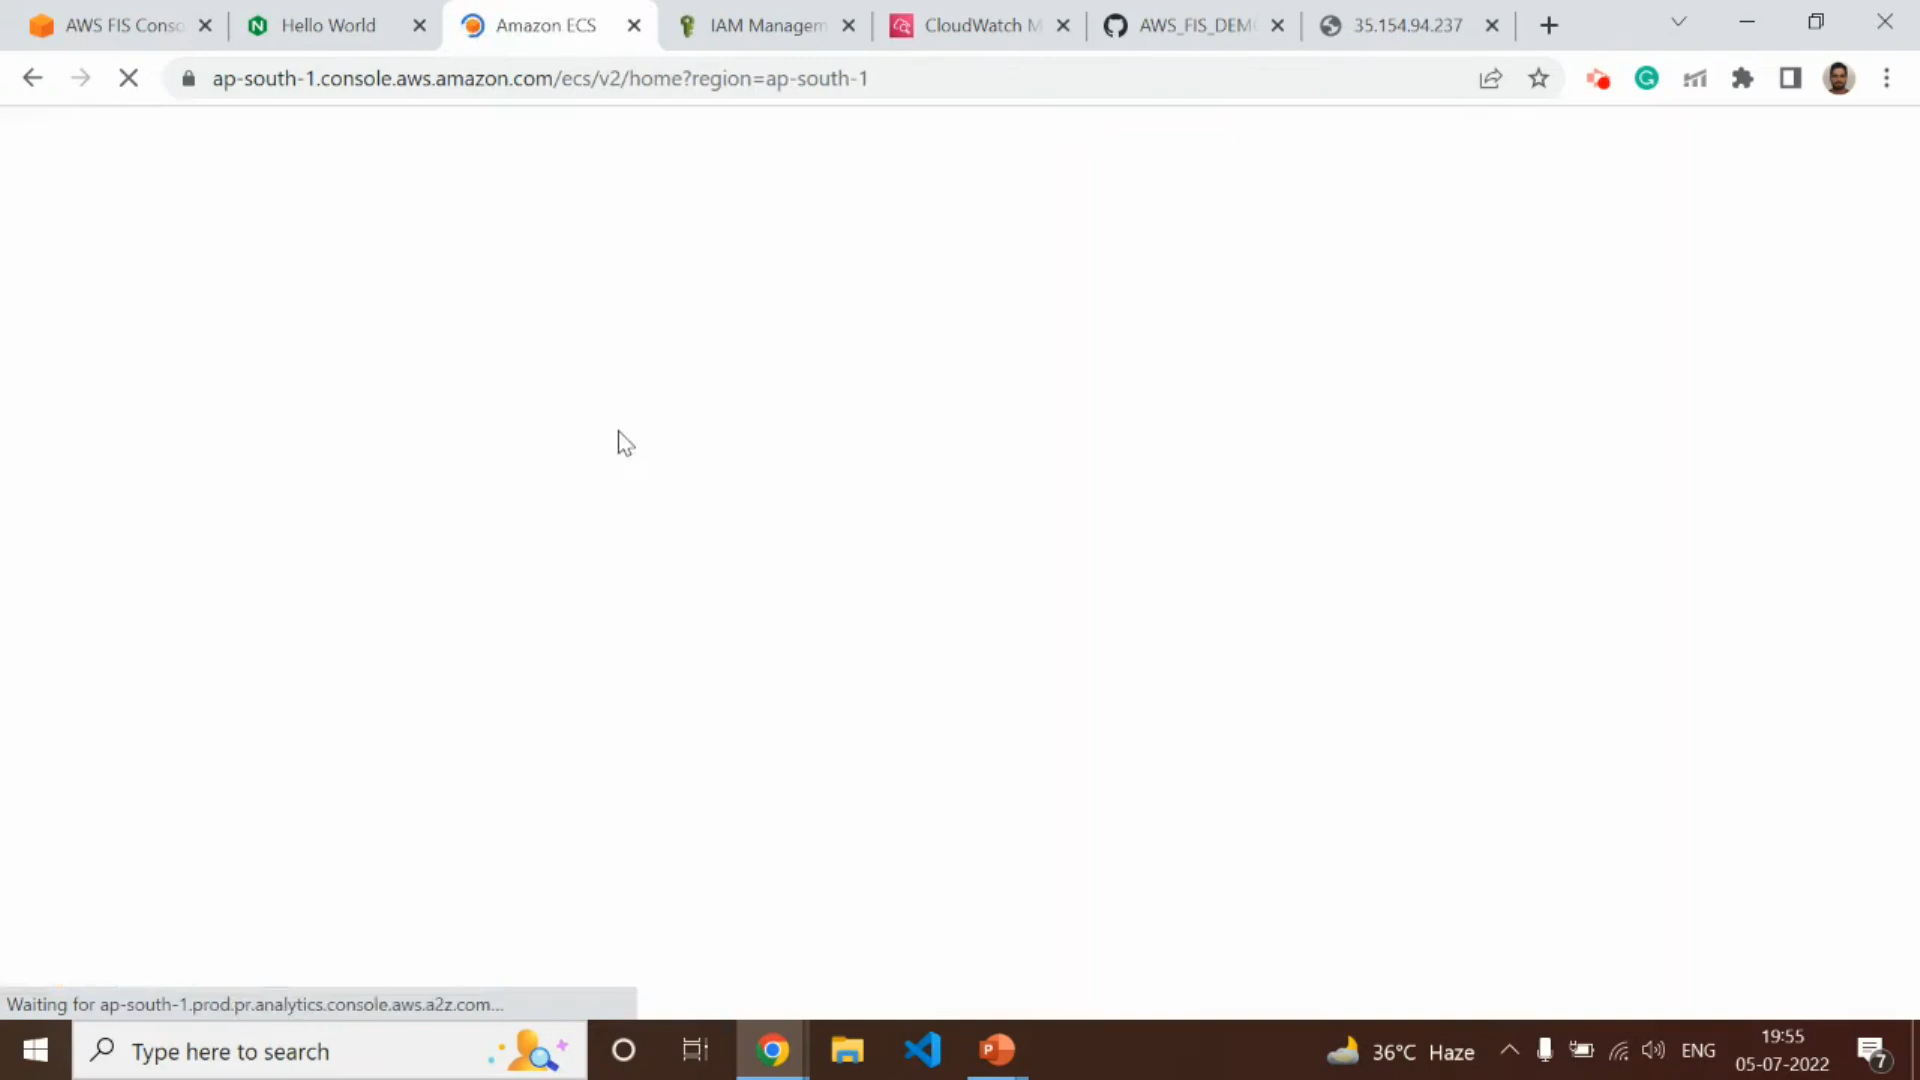 AWS FIS Conso
Hello World
Amazon ECS
IAM Managem
CloudWatch M
AWS_FIS_DEM
35.154.94.237
ap-south-1.console.aws.amazon.com/ecs/v2/home?region=ap-south-1
Waiting for ap-south-1.prod.pr.analytics.console.aws.a2z.com...
Type here to search
36°C Haze
ENG
19:55
05-07-2022
7